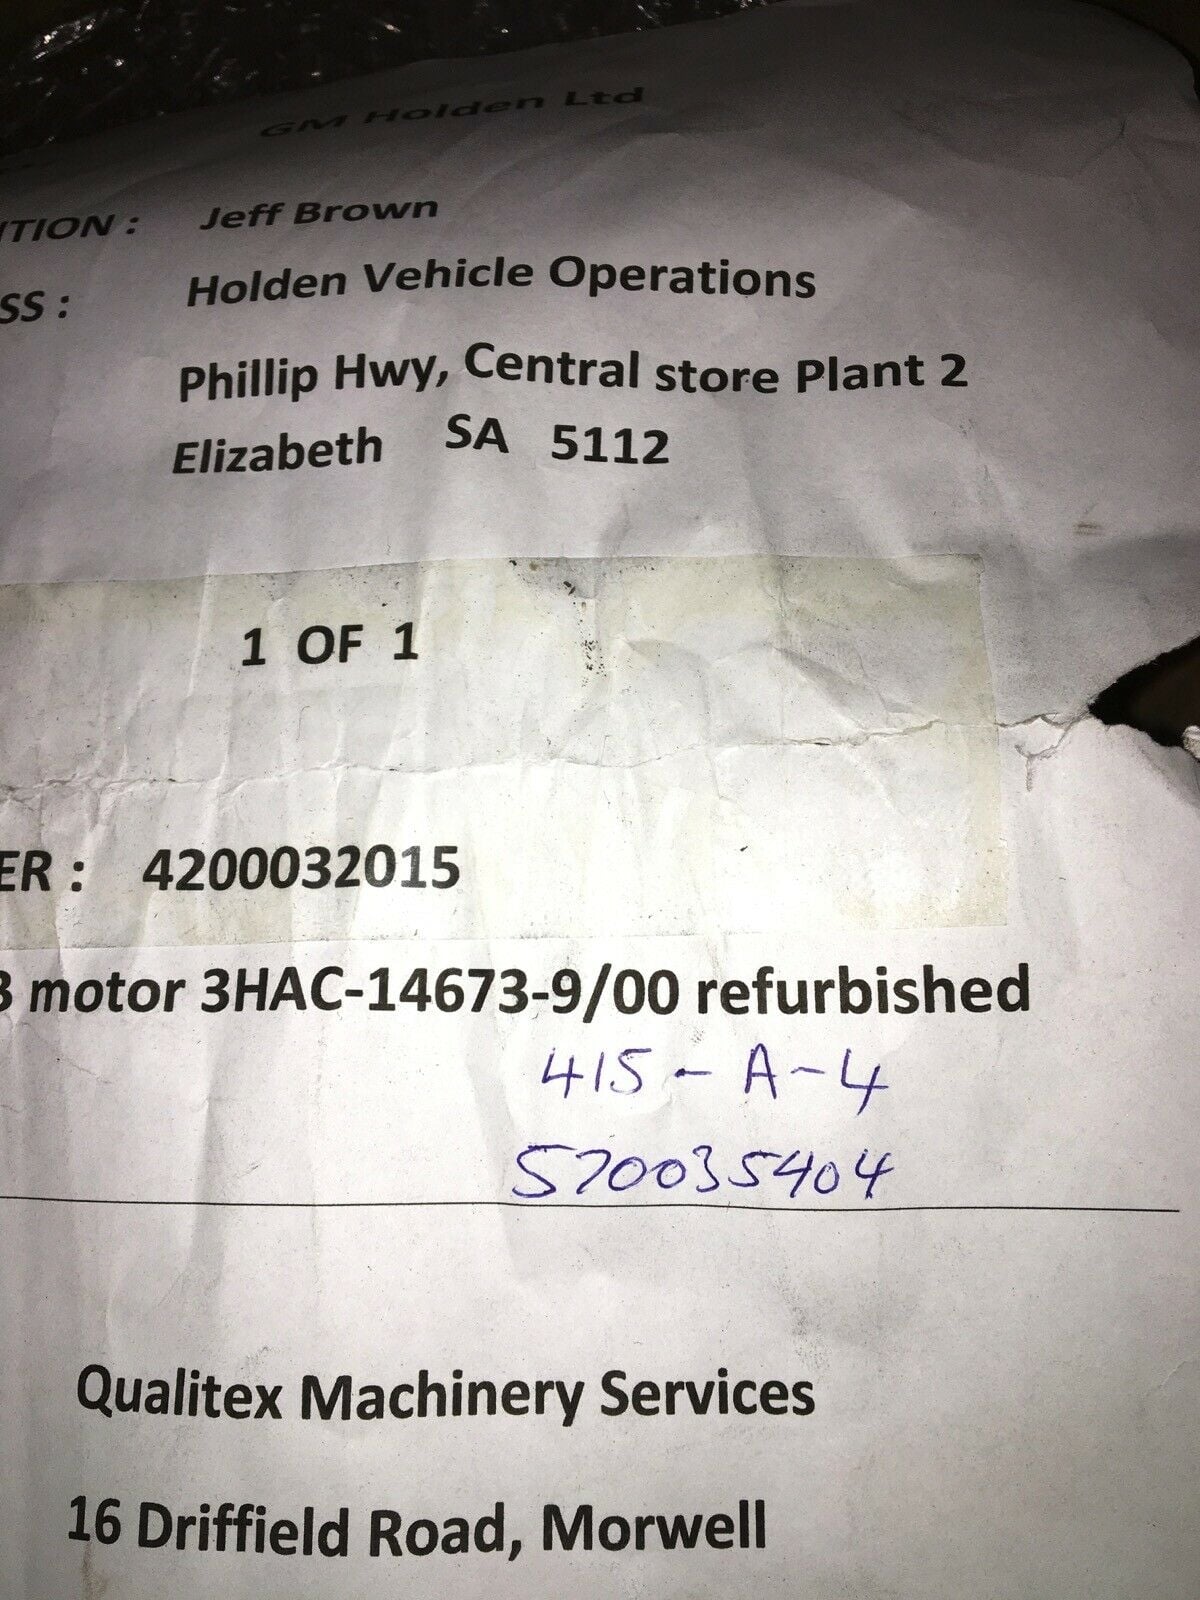 GM Holden Ltd
ITION : Jeff Brown
SS : Holden Vehicle Operations
Phillip Hwy, Central store Plant 2
Elizabeth SA 5112
1 OF 1
ER : 4200032015
3 motor 3HAC-14673-9/00 refurbished
415-A-4
570035404
Qualitex Machinery Services
16 Driffield Road, Morwell